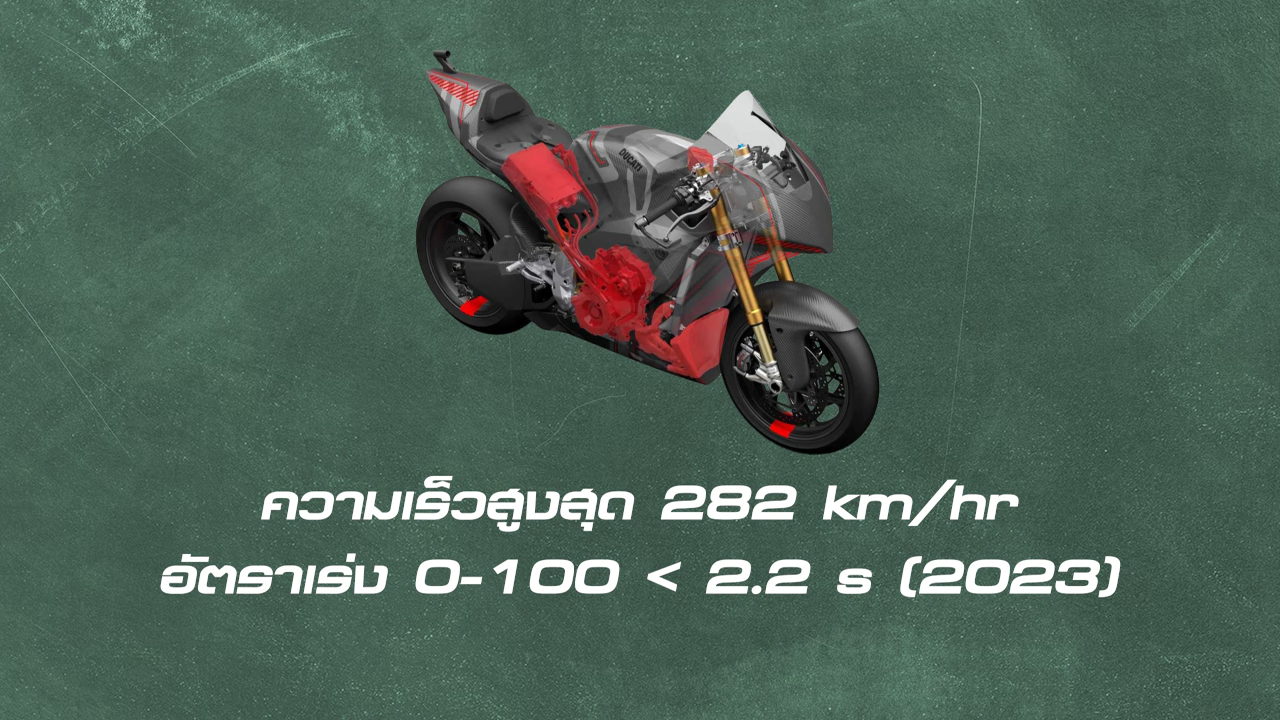 DUCATI
ความเร็วสูงสุด 282 km/hr
อัตราเร่ง 0-100 < 2.2 s (2023)